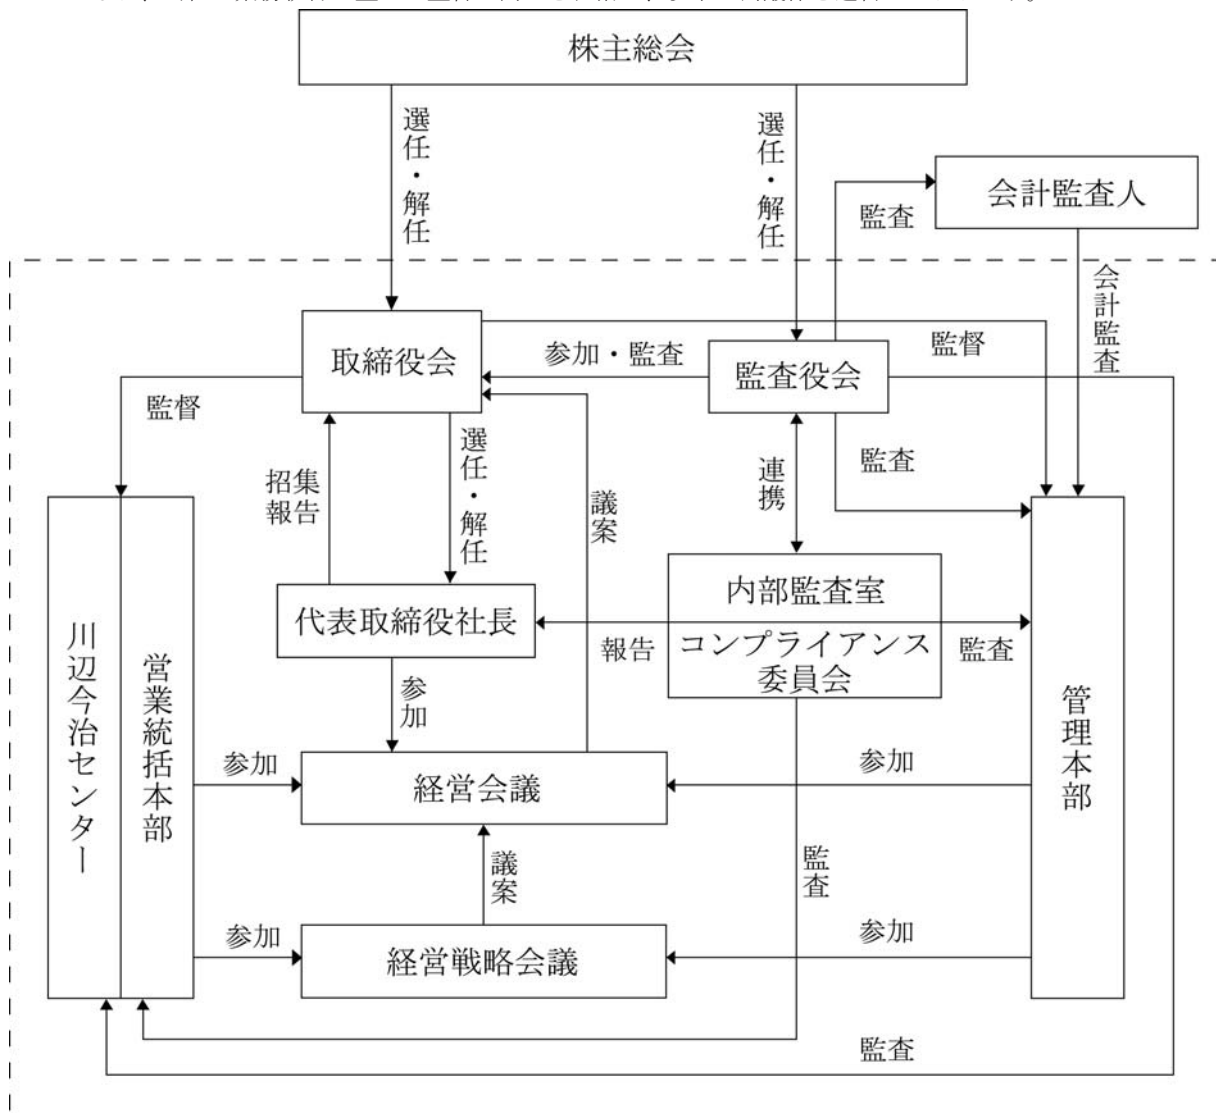 株主総会
選任・解任
選任・解任
会計監査人
監査
会計監査
取締役会
参加・監査
監査役会
監督
監督
招集
報告
選任・解任
議案
連携
監査
代表取締役社長
報告
内部監査室
コンプライアンス
委員会
監査
川辺今治センター
営業統括本部
管理本部
参加
参加
経営会議
参加
議案
監査
参加
経営戦略会議
参加
監査